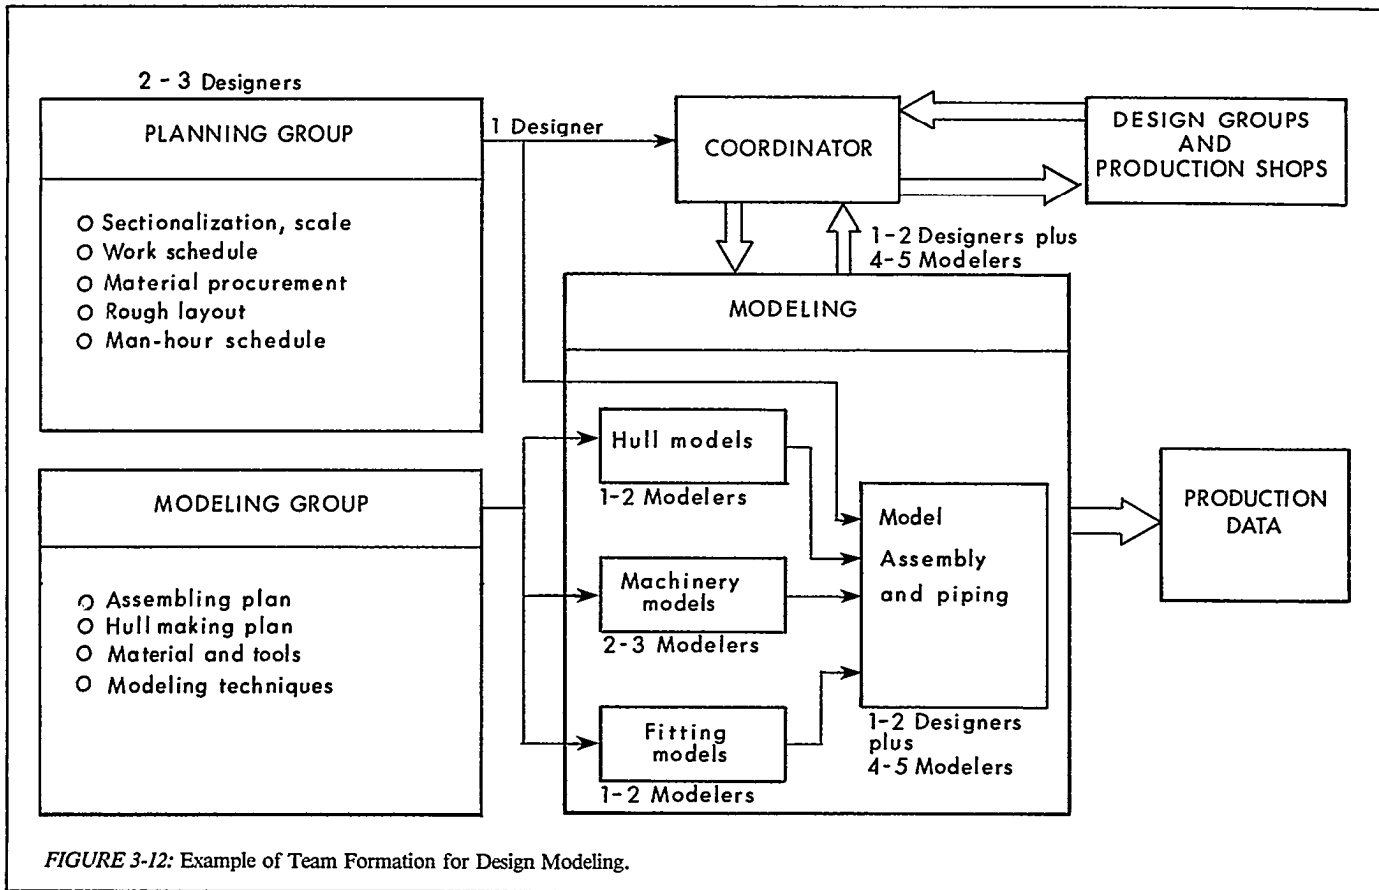 2 - 3 Designers
PLANNING GROUP
Sectionalization, scale
Work schedule
Material procurement
Rough layout
Man-hour schedule
1 Designer
COORDINATOR
DESIGN GROUPS
AND
PRODUCTION SHOPS
1-2 Designers plus
4-5 Modelers
MODELING GROUP
Assembling plan
Hull making plan
Material and tools
Modeling techniques
MODELING
Hull models
1-2 Modelers
Machinery
models
2-3 Modelers
Fitting
models
1-2 Modelers
Model
Assembly
and piping
1-2 Designers
plus
4-5 Modelers
PRODUCTION
DATA
FIGURE 3-12: Example of Team Formation for Design Modeling.